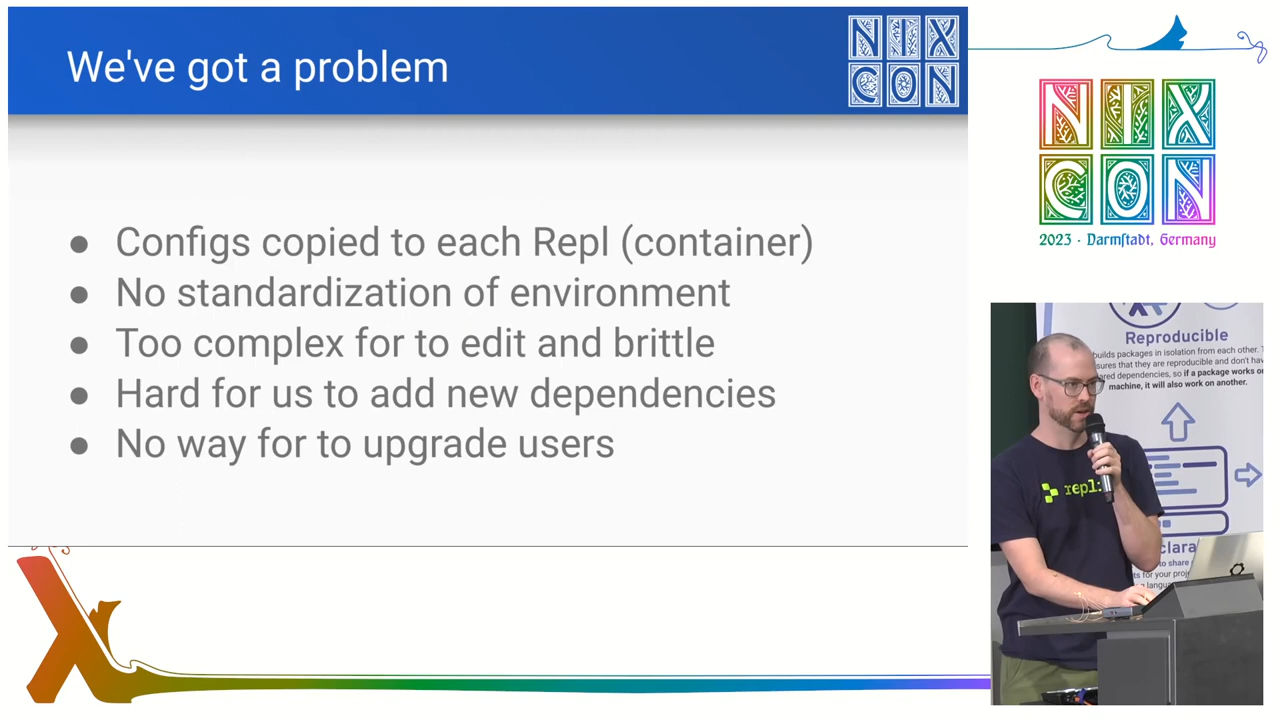 We've got a problem
NIX
CON
● Configs copied to each Repl (container)
● No standardization of environment
● Too complex for to edit and brittle
● Hard for us to add new dependencies
● No way for to upgrade users
NIX
CON
2023 · Darmstadt, Germany
Reproducible
builds packages in isolation from each other.
sures that they are reproducible and don't hav
ared dependencies, so if a package works on
machine, it will also work on another.
repli
clara
to share
ts for your proj
langua